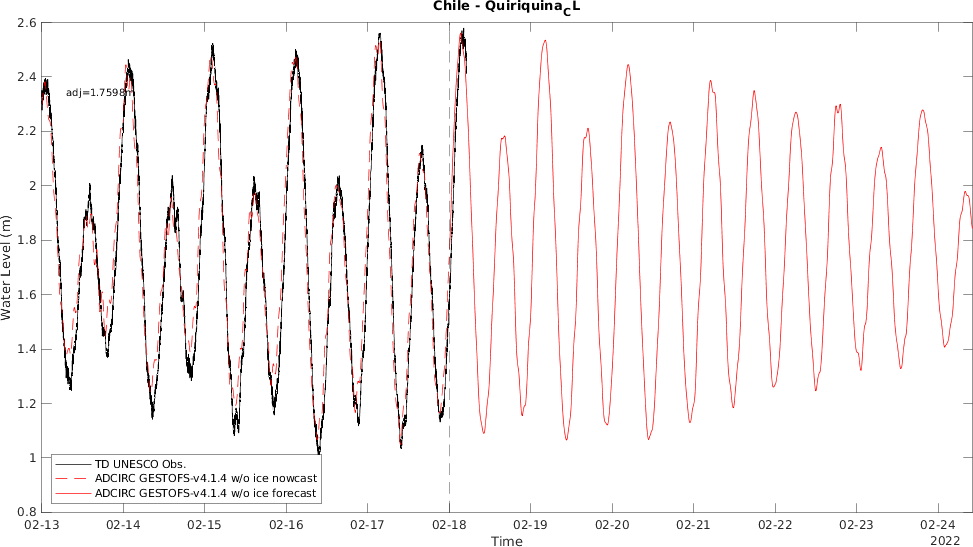 Chile - Quiriquina_CL
2.6
2.4
adj=1.7598m
2.2
2
1.8
Water Level (m)
1.6
1.4
1.2
1
TD UNESCO Obs.
ADCIRC GESTOFS-v4.1.4 w/o ice nowcast
ADCIRC GESTOFS-v4.1.4 w/o ice forecast
0.8
02-13 02-14 02-15 02-16 02-17 02-18 02-19 02-20 02-21 02-22 02-23 02-24
Time
2022